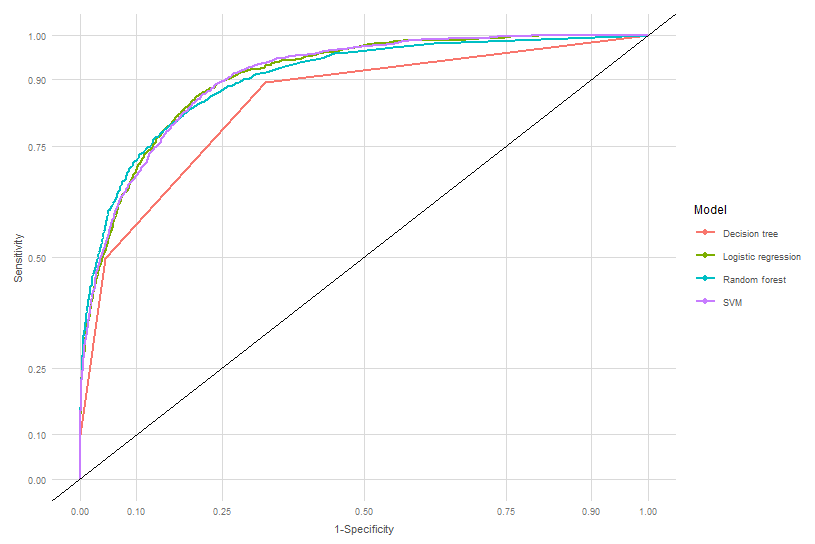 1.00
0.90
0.75
0.50
0.25
0.10
0.00
Sensitivity
0.00 0.10 0.25 0.50 0.75 0.90 1.00
1-Specificity
Model
Decision tree
Logistic regression
Random forest
SVM